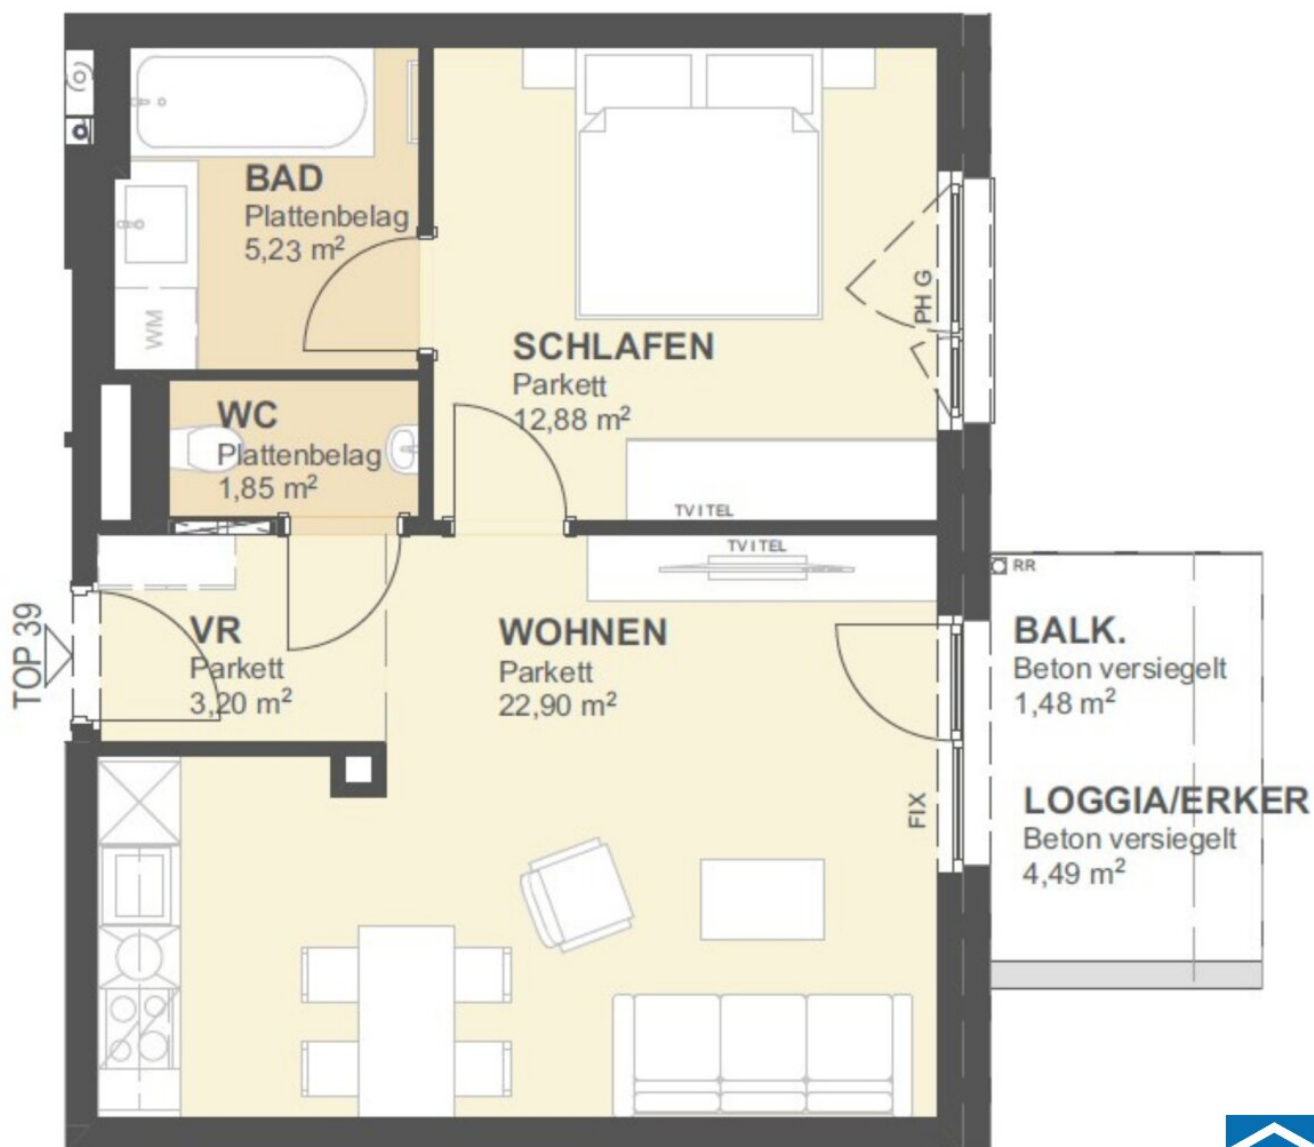 BAD
Plattenbelag
5,23 m²
WM
SCHLAFEN
Parkett
12,88 m²
PH G
WC
Plattenbelag
1,85 m²
TV I TEL
TV I TEL
TOP 39
VR
Parkett
3,20 m²
WOHNEN
Parkett
22,90 m²
FIX
RR
BALK.
Beton versiegelt
1,48 m²
LOGGIA/ERKER
Beton versiegelt
4,49 m²